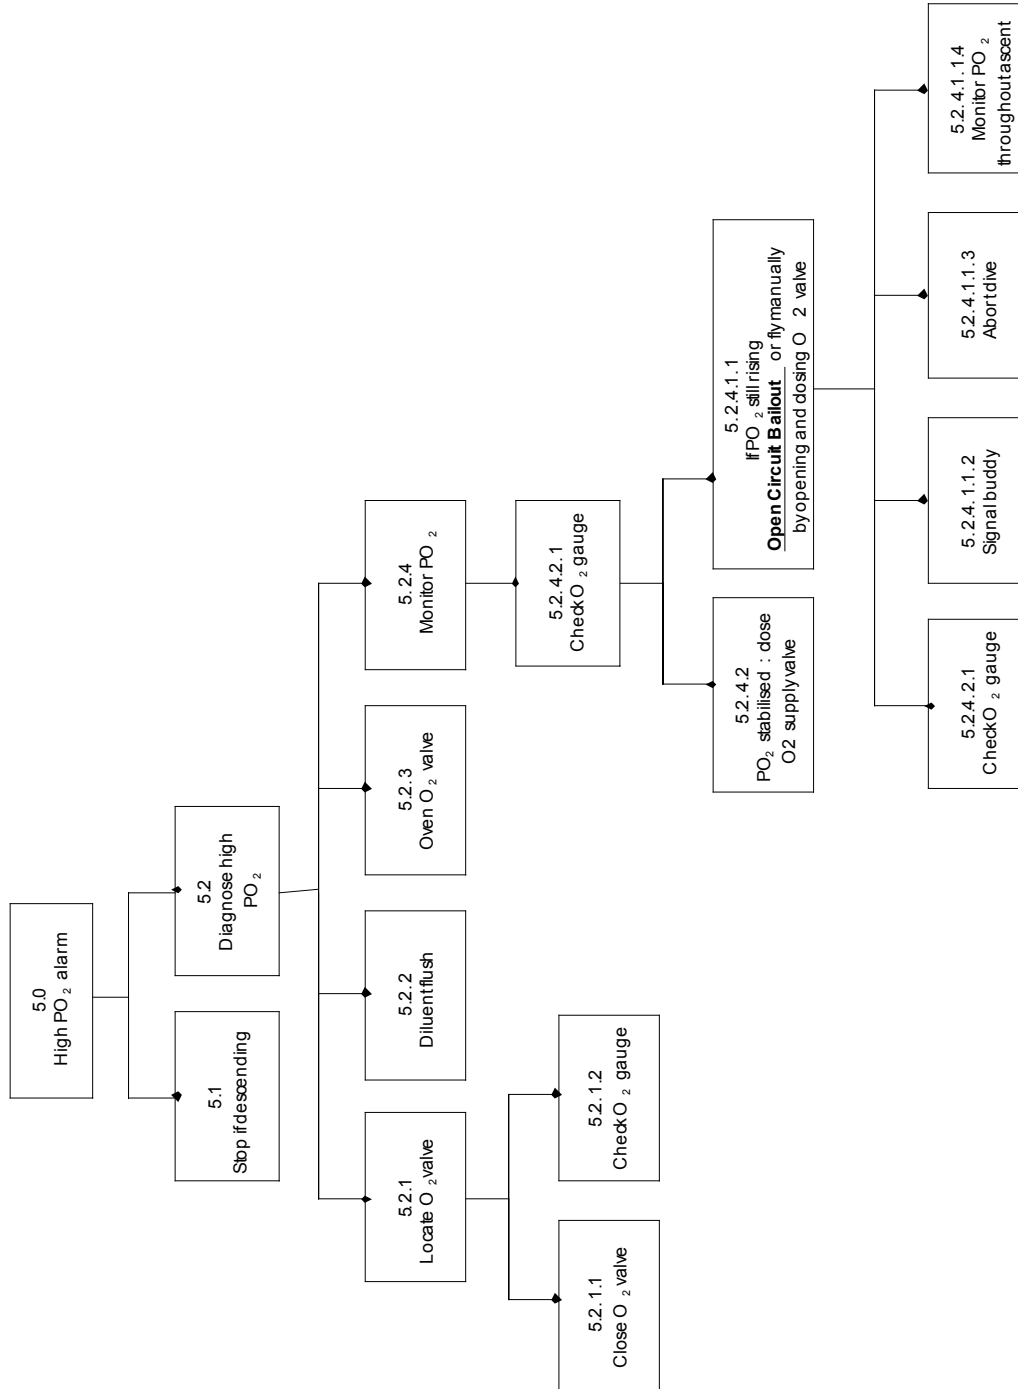 5.0
High PO2 alarm
5.1
Stop if descending
5.2
Diagnose high
PO2
5.2.1
Locate O2 valve
5.2.2
Diluent flush
5.2.3
Oven O2 valve
5.2.4
Monitor PO2
5.2.1.1
Close O2 valve
5.2.1.2
Check O2 gauge
5.2.4.2.1
Check O2 gauge
5.2.4.2
PO2 stabilised : dose
O2 supply valve
5.2.4.1.1
If PO2 still rising
Open Circuit Bailout or fly manually
by opening and dosing O 2 valve
5.2.4.2.1
Check O2 gauge
5.2.4.1.1.2
Signal buddy
5.2.4.1.1.3
Abort dive
5.2.4.1.1.4
Monitor PO2
throughout ascent